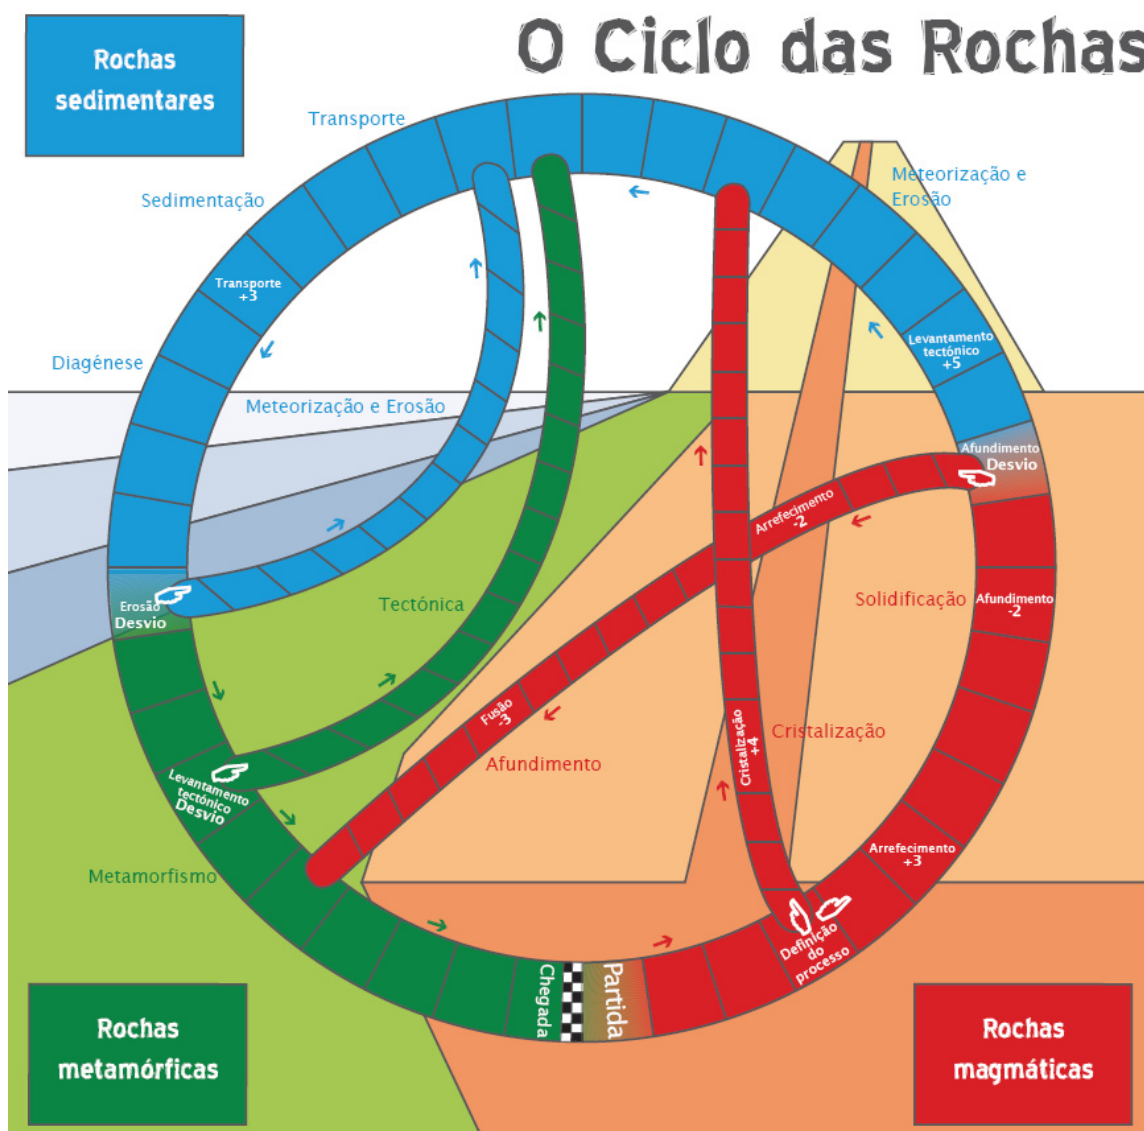 O Ciclo das Rochas
Rochas
sedimentares
Transporte
Meteorização e
Erosão
Sedimentação
Transporte
+3
Levantamento
tectónico
+5
Diagénese
Meteorização e Erosão
Afundimento
Desvio
Arrefecimento
-2
Erosão
Desvio
Tectónica
Solidificação
Afundimento
-2
Fusão
-3
Cristalização
+4
Cristalização
Levantamento
tectónico
Desvio
Afundimento
Metamorfismo
Arrefecimento
+3
Definição
do
processo
Chegada
Partida
Rochas
metamórficas
Rochas
magmáticas